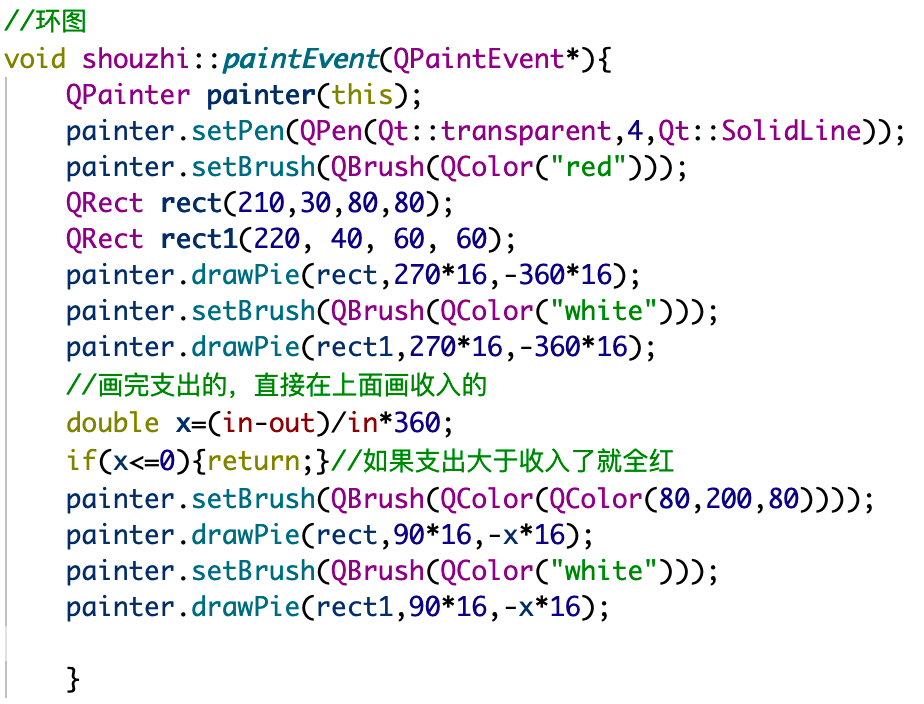 //环图
void shouzhi::paintEvent(QPaintEvent*){
    QPainter painter(this);
    painter.setPen(QPen(Qt::transparent,4,Qt::SolidLine));
    painter.setBrush(QBrush(QColor("red")));
    QRect rect(210,30,80,80);
    QRect rect1(220, 40, 60, 60);
    painter.drawPie(rect,270*16,-360*16);
    painter.setBrush(QBrush(QColor("white")));
    painter.drawPie(rect1,270*16,-360*16);
    //画完支出的，直接在上面画收入的
    double x=(in-out)/in*360;
    if(x<=0){return;}//如果支出大于收入了就全红
    painter.setBrush(QBrush(QColor(QColor(80,200,80))));
    painter.drawPie(rect,90*16,-x*16);
    painter.setBrush(QBrush(QColor("white")));
    painter.drawPie(rect1,90*16,-x*16);
    }